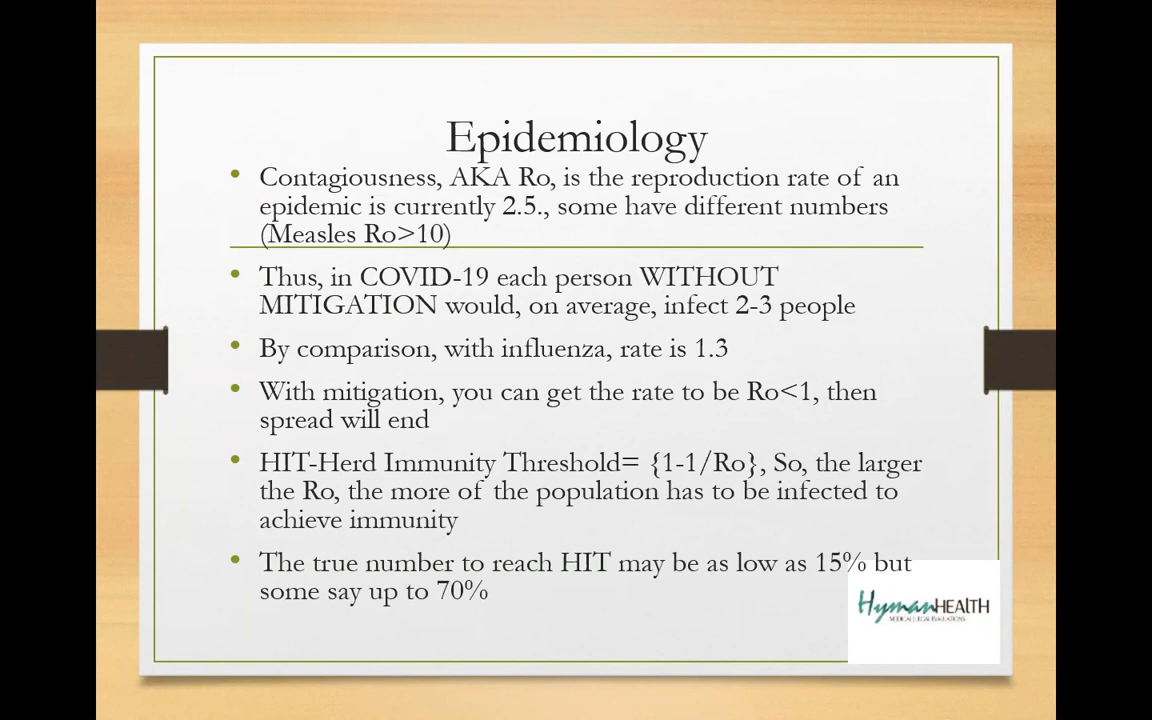 Epidemiology
• Contagiousness, AKA Ro, is the reproduction rate of an
epidemic is currently 2.5., some have different numbers
(Measles Ro>10)
• Thus, in COVID-19 each person WITHOUT
MITIGATION would, on average, infect 2-3 people
• By comparison, with influenza, rate is 1.3
• With mitigation, you can get the rate to be Ro<1, then
spread will end
• HIT-Herd Immunity Threshold= {1-1/Ro}, So, the larger
the Ro, the more of the population has to be infected to
achieve immunity
• The true number to reach HIT may be as low as 15% but
some say up to 70%
HymanHEALTH
MEDICAL LEGAL EVALUATIONS